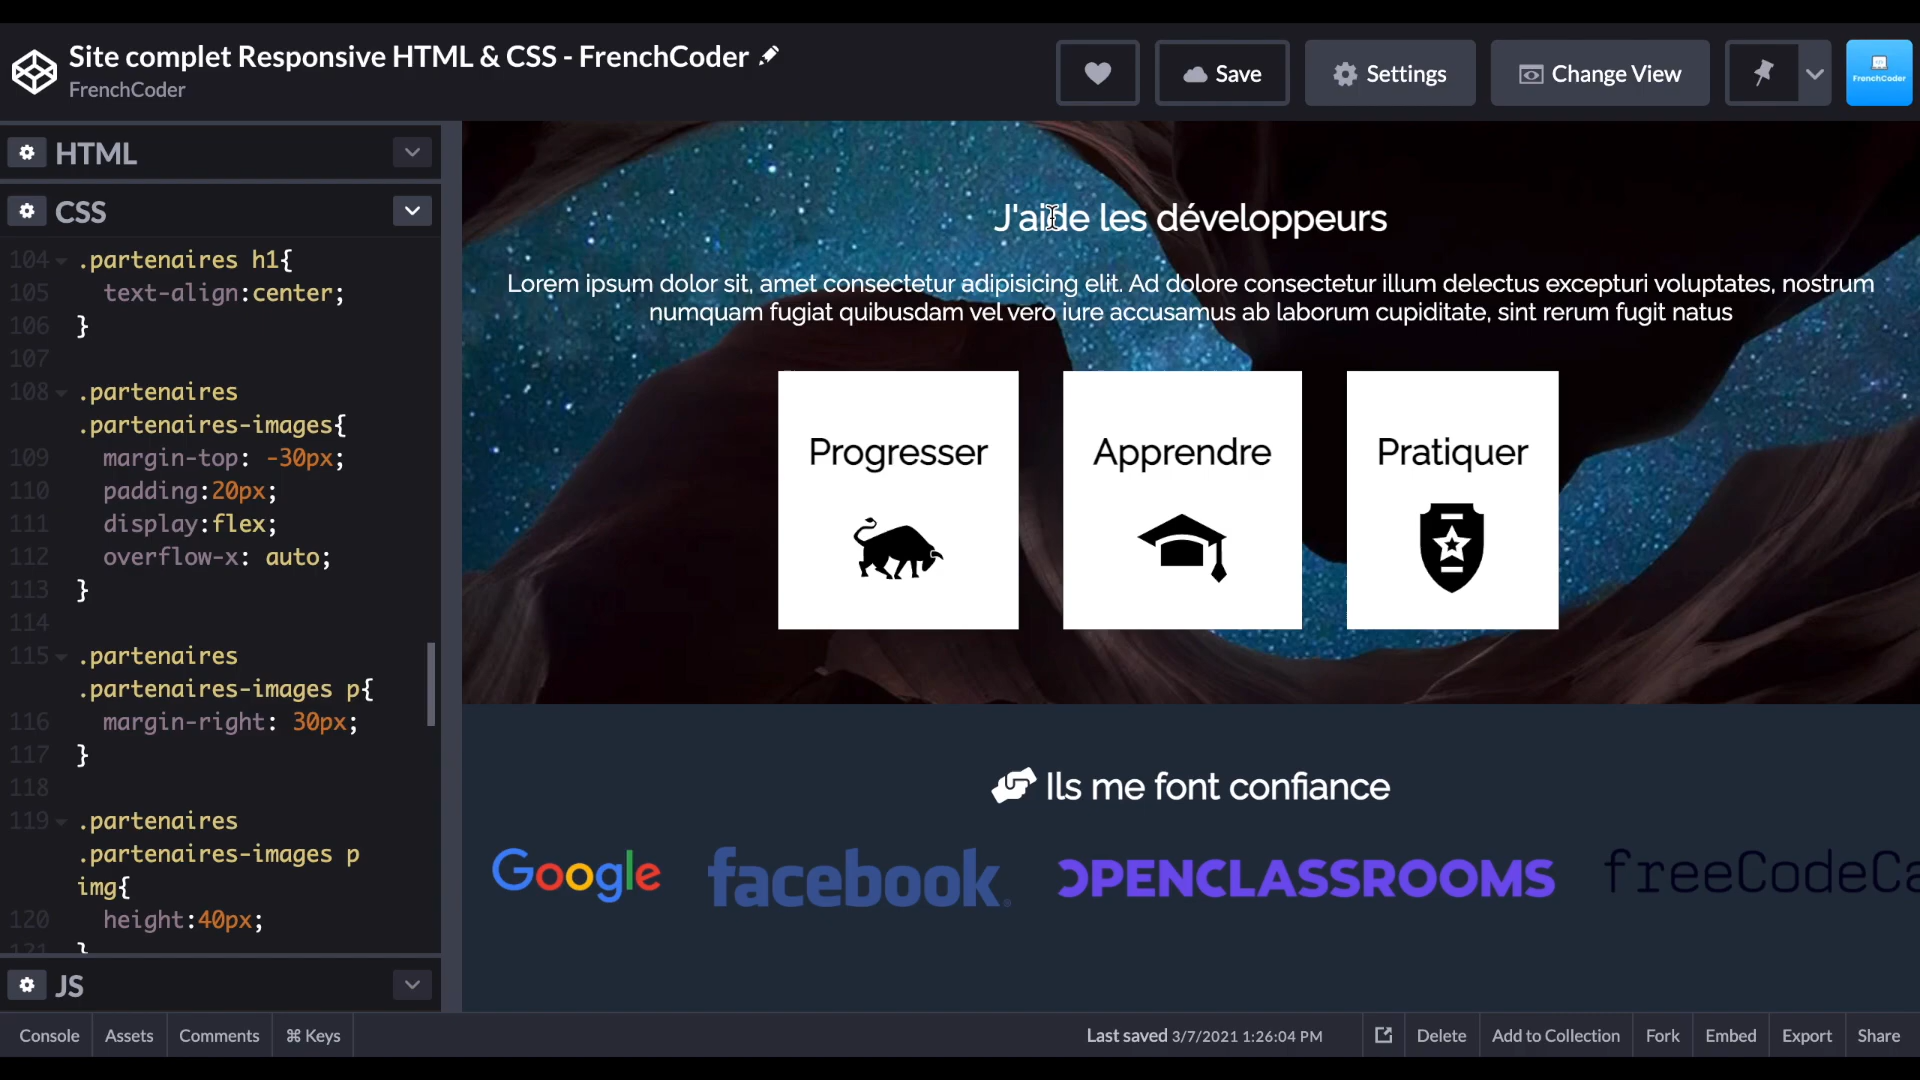 Site complet Responsive HTML & CSS - FrenchCoder
FrenchCoder
Save
Settings
Change View
FrenchCoder
HTML
CSS
104 .partenaires h1{
105 text-align:center;
106 }
107
108 .partenaires
.partenaires-images{
109 margin-top: -30px;
110 padding:20px;
111 display:flex;
112 overflow-x: auto;
113 }
114
115 .partenaires
.partenaires-images p{
116 margin-right: 30px;
117 }
118
119 .partenaires
.partenaires-images p
img{
120 height:40px;
121 }
JS
J'aide les développeurs
Lorem ipsum dolor sit, amet consectetur adipisicing elit. Ad dolore consectetur illum delectus excepturi voluptates, nostrum
numquam fugiat quibusdam vel vero iure accusamus ab laborum cupiditate, sint rerum fugit natus
Progresser
Apprendre
Pratiquer
Ils me font confiance
Google
facebook®
OPENCLASSROOMS
freeCodeCa
Console
Assets
Comments
⌘ Keys
Last saved 3/7/2021 1:26:04 PM
Delete
Add to Collection
Fork
Embed
Export
Share